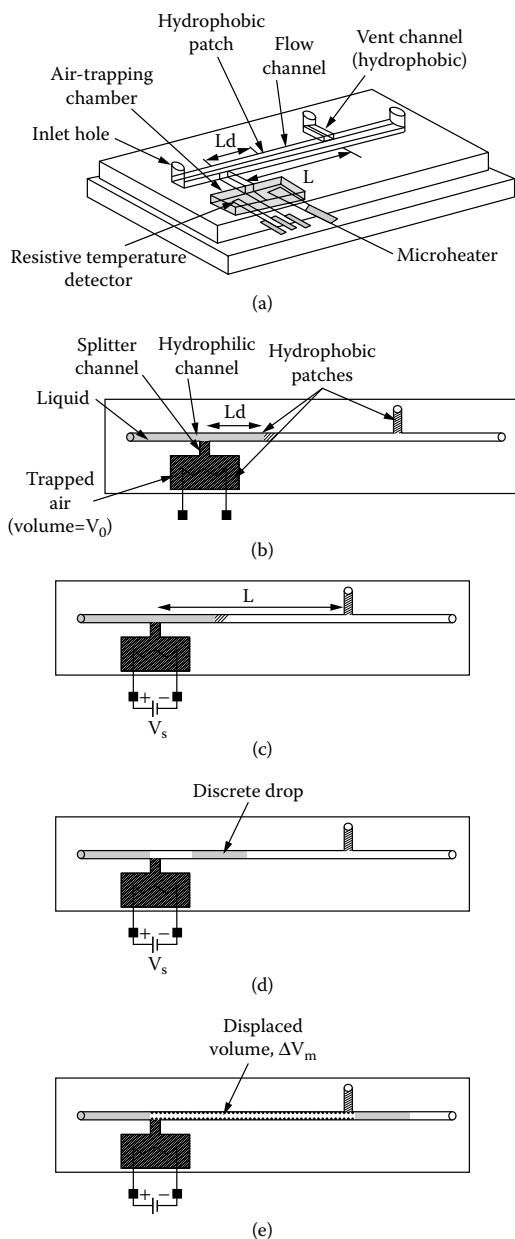 Hydrophobic
patch
Flow
channel
Vent channel
(hydrophobic)
Air-trapping
chamber
Inlet hole
Ld
L
Resistive temperature
detector
Microheater
(a)
Splitter
channel
Hydrophilic
channel
Hydrophobic
patches
Liquid
Ld
Trapped
air
(volume=V₀)
(b)
L
+ −
Vₛ
(c)
Discrete drop
+ −
Vₛ
(d)
Displaced
volume, ΔVₘ
+ −
(e)